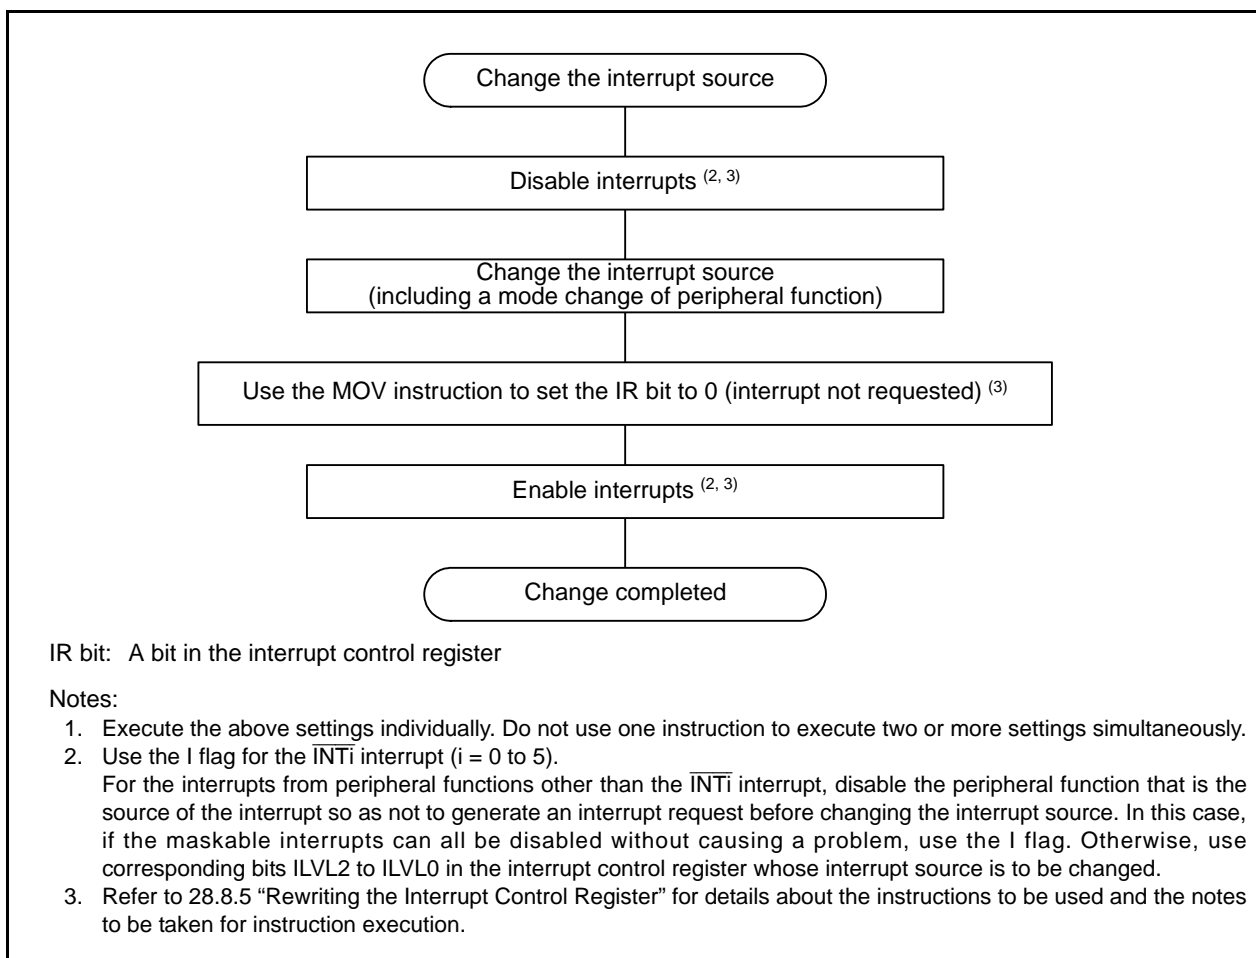 Change the interrupt source
Disable interrupts (2, 3)
Change the interrupt source
(including a mode change of peripheral function)
Use the MOV instruction to set the IR bit to 0 (interrupt not requested) (3)
Enable interrupts (2, 3)
Change completed
IR bit: A bit in the interrupt control register
Notes:
1. Execute the above settings individually. Do not use one instruction to execute two or more settings simultaneously.
2. Use the I flag for the I̅N̅T̅i̅ interrupt (i = 0 to 5).
For the interrupts from peripheral functions other than the I̅N̅T̅i̅ interrupt, disable the peripheral function that is the
source of the interrupt so as not to generate an interrupt request before changing the interrupt source. In this case,
if the maskable interrupts can all be disabled without causing a problem, use the I flag. Otherwise, use
corresponding bits ILVL2 to ILVL0 in the interrupt control register whose interrupt source is to be changed.
3. Refer to 28.8.5 “Rewriting the Interrupt Control Register” for details about the instructions to be used and the notes
to be taken for instruction execution.